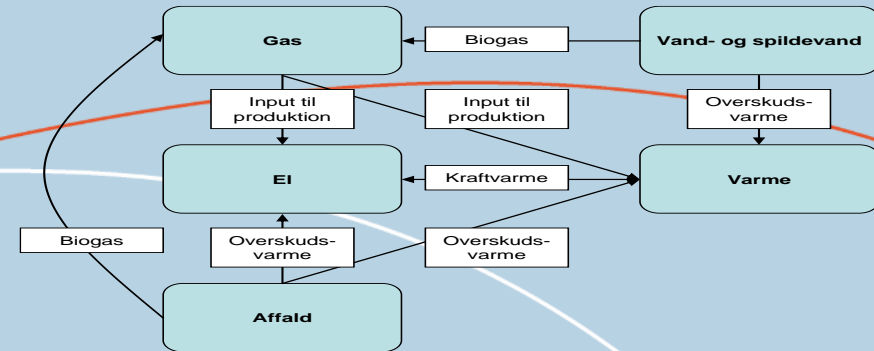 Gas
Biogas
Vand- og spildevand
Input til
produktion
Input til
produktion
Overskuds-
varme
El
Kraftvarme
Varme
Biogas
Overskuds-
varme
Overskuds-
varme
Affald